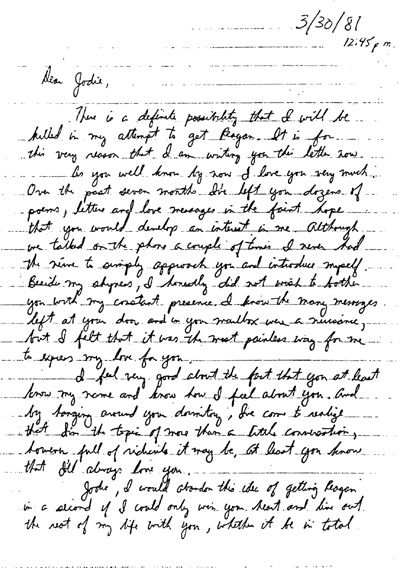 3/30/81
12:45 p.m.
Dear Jodie,
There is a definite possibility that I will be
killed in my attempt to get Reagan. It is for
this very reason that I am writing you this letter now.
As you well know by now I love you very much.
Over the past seven months I've left you dozens of
poems, letters and love messages in the faint hope
that you would develop an interest in me. Although
we talked on the phone a couple of times I never had
the nerve to simply approach you and introduce myself.
Besides my shyness, I honestly did not wish to bother
you with my constant presence. I know the many messages
left at your door and in your mailbox were a nuisance,
but I felt that it was the most painless way for me
to express my love for you.
I feel very good about the fact that you at least
know my name and know how I feel about you. And
by hanging around your dormitory, I've come to realize
that I'm the topic of more than a little conversation,
however full of ridicule it may be. At least you know
that I'll always love you.
Jodie, I would abandon this idea of getting Reagan
in a second if I could only win your heart and live out
the rest of my life with you, whether it be in total